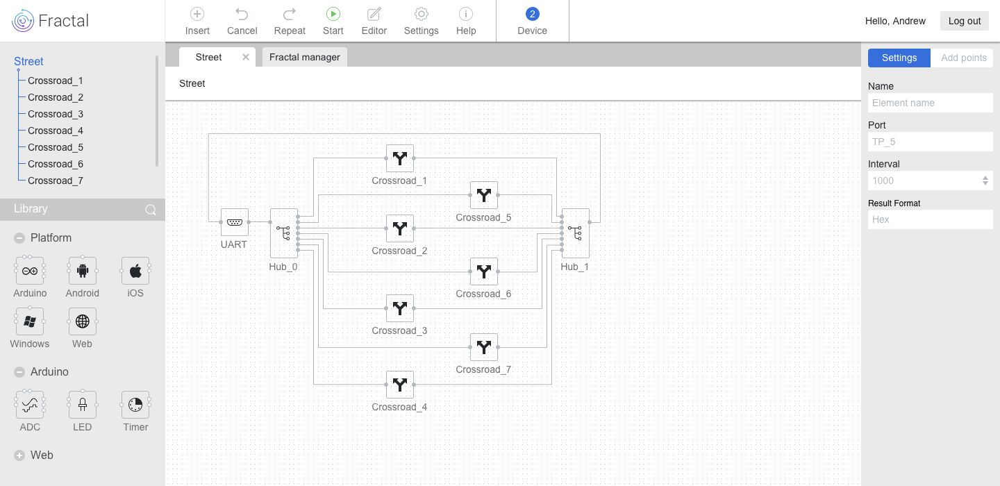 Fractal
Insert
Cancel
Repeat
Start
Editor
Settings
Help
2
Device
Hello, Andrew
Log out
Street
Crossroad_1
Crossroad_2
Crossroad_3
Crossroad_4
Crossroad_5
Crossroad_6
Crossroad_7
Library
Platform
Arduino
Android
iOS
Windows
Web
Arduino
ADC
LED
Timer
Web
Street
Fractal manager
Street
Crossroad_1
Crossroad_5
UART
Crossroad_2
Hub_0
Hub_1
Crossroad_6
Crossroad_3
Crossroad_7
Crossroad_4
Settings
Add points
Name
Element name
Port
TP_5
Interval
1000
Result Format
Hex